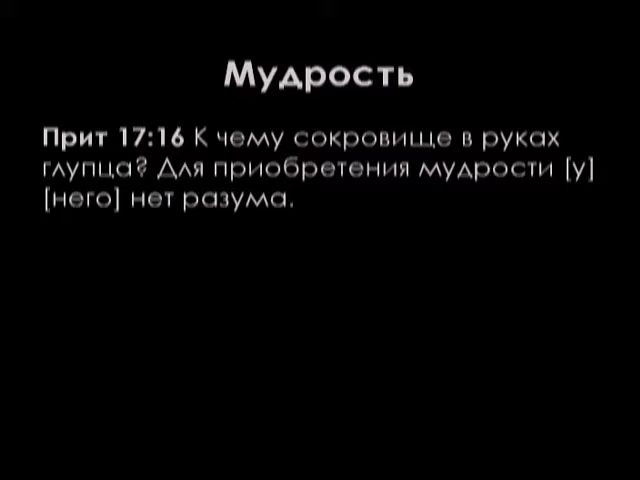 Мудрость
Прит 17:16 К чему сокровище в руках
глупца? Для приобретения мудрости [у]
[него] нет разума.